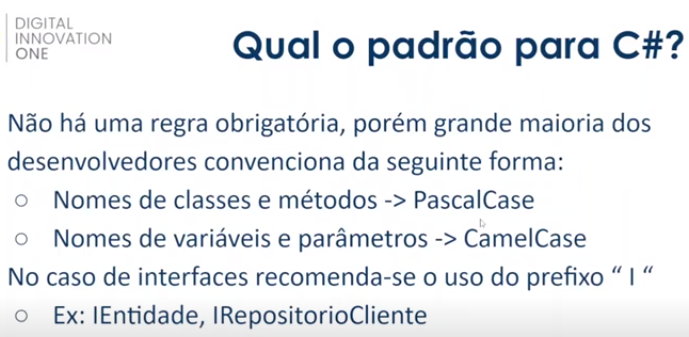 DIGITAL
INNOVATION
ONE
Qual o padrão para C#?
Não há uma regra obrigatória, porém grande maioria dos
desenvolvedores convenciona da seguinte forma:
○ Nomes de classes e métodos -> PascalCase
○ Nomes de variáveis e parâmetros -> CamelCase
No caso de interfaces recomenda-se o uso do prefixo “ I “
○ Ex: IEntidade, IRepositorioCliente